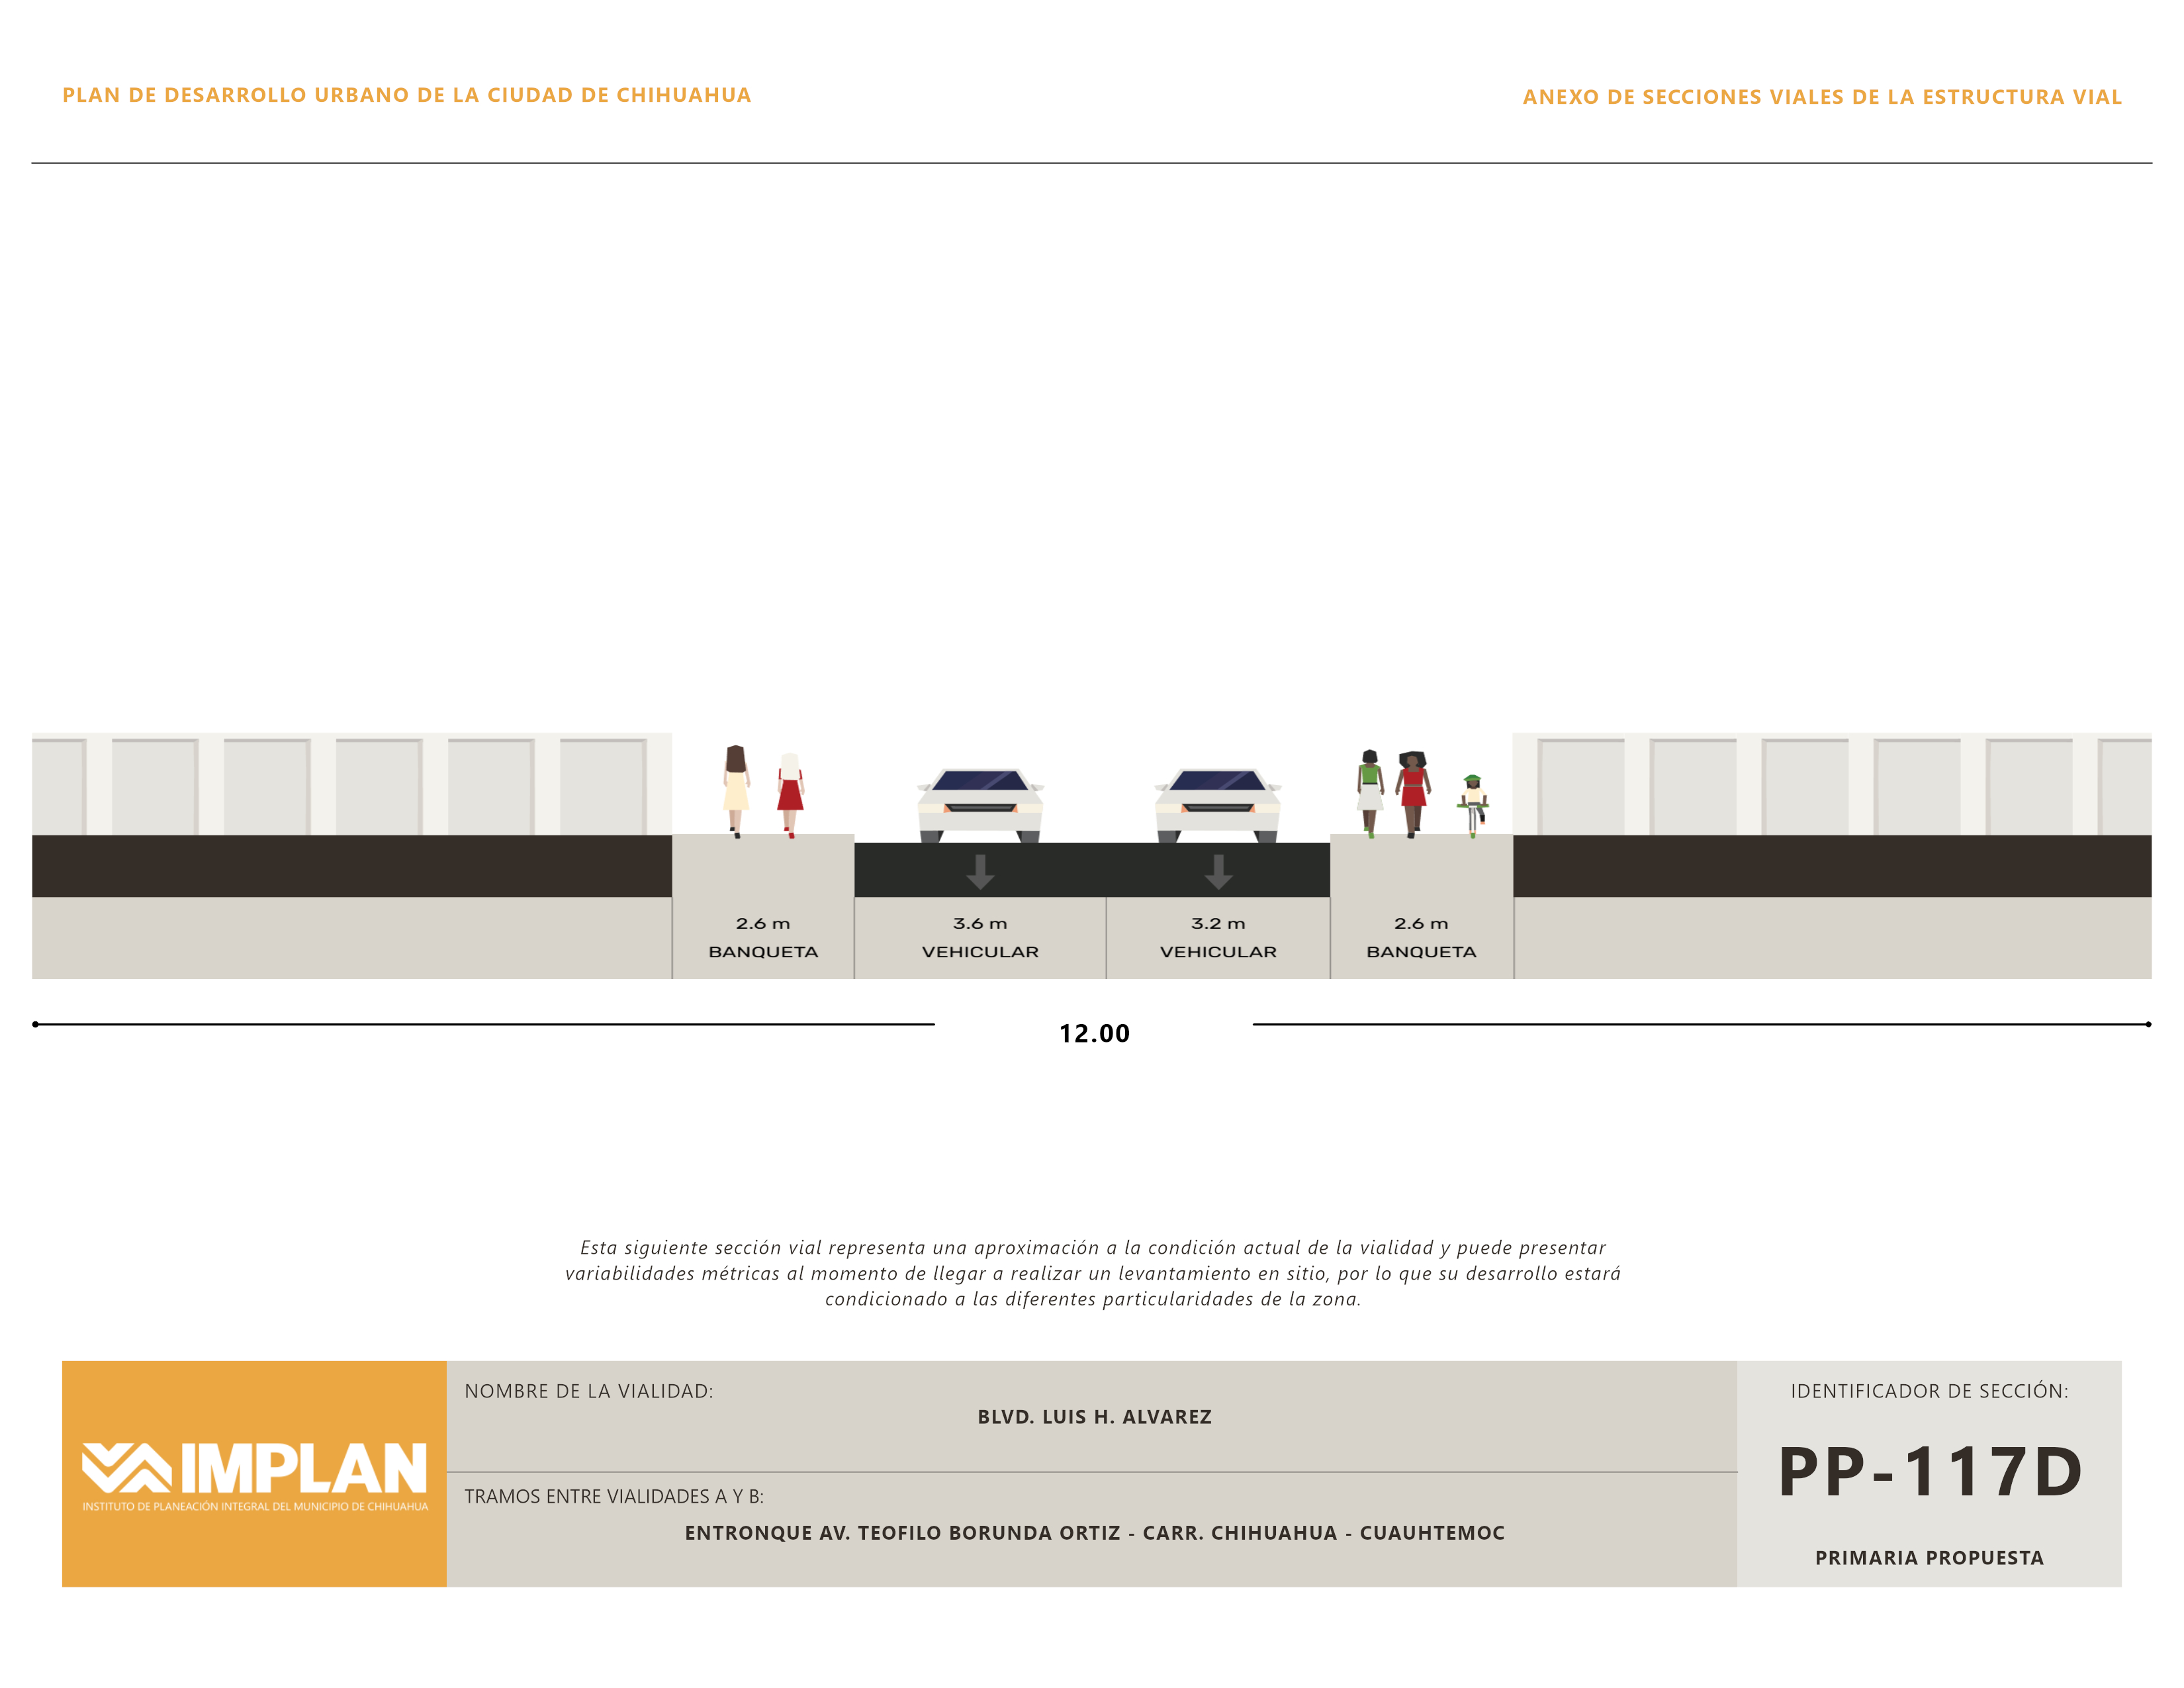 PLAN DE DESARROLLO URBANO DE LA CIUDAD DE CHIHUAHUA
ANEXO DE SECCIONES VIALES DE LA ESTRUCTURA VIAL
2.6 m
BANQUETA
3.6 m
VEHICULAR
3.2 m
VEHICULAR
2.6 m
BANQUETA
12.00
Esta siguiente sección vial representa una aproximación a la condición actual de la vialidad y puede presentar
variabilidades métricas al momento de llegar a realizar un levantamiento en sitio, por lo que su desarrollo estará
condicionado a las diferentes particularidades de la zona.
IMPLAN
INSTITUTO DE PLANEACIÓN INTEGRAL DEL MUNICIPIO DE CHIHUAHUA
NOMBRE DE LA VIALIDAD:
BLVD. LUIS H. ALVAREZ
TRAMOS ENTRE VIALIDADES A Y B:
ENTRONQUE AV. TEOFILO BORUNDA ORTIZ - CARR. CHIHUAHUA - CUAUHTEMOC
IDENTIFICADOR DE SECCIÓN:
PP-117D
PRIMARIA PROPUESTA